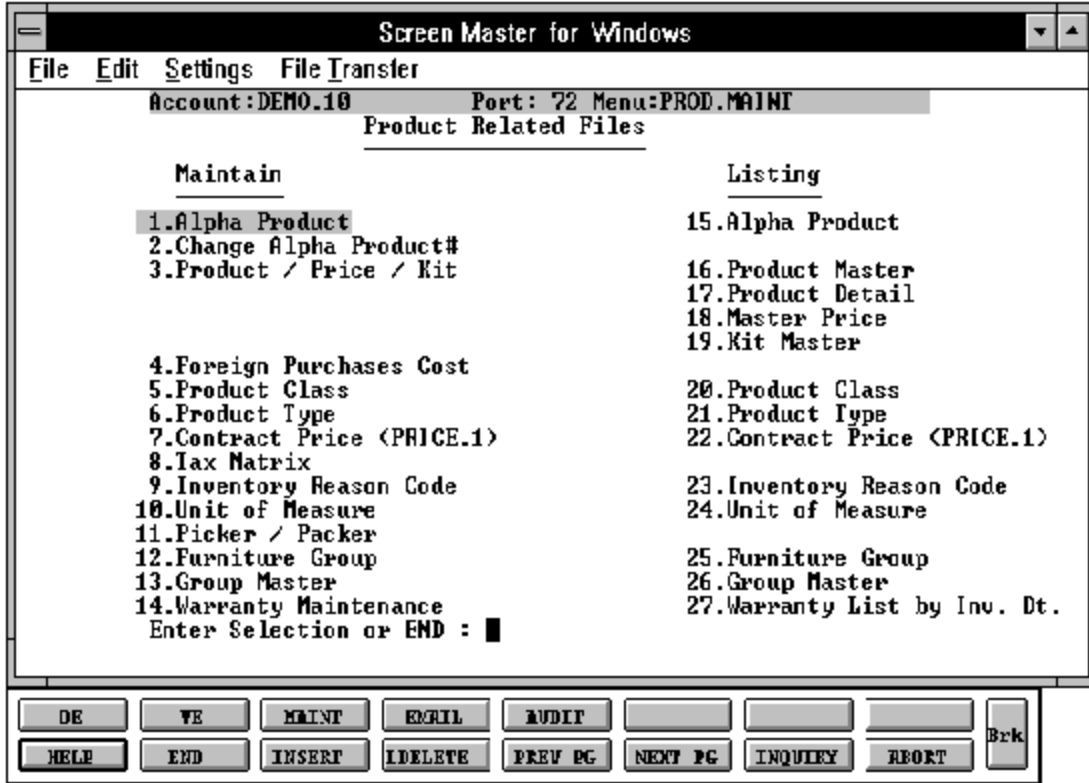 Screen Master for Windows
File Edit Settings File Transfer
Account:DEMO.10 Port: 72 Menu:PROD.MAINT
Product Related Files
Maintain Listing
1.Alpha Product 15.Alpha Product
2.Change Alpha Product#
3.Product / Price / Kit 16.Product Master
17.Product Detail
18.Master Price
19.Kit Master
4.Foreign Purchases Cost
5.Product Class 20.Product Class
6.Product Type 21.Product Type
7.Contract Price (PRICE.1) 22.Contract Price (PRICE.1)
8.Tax Matrix
9.Inventory Reason Code 23.Inventory Reason Code
10.Unit of Measure 24.Unit of Measure
11.Picker / Packer
12.Furniture Group 25.Furniture Group
13.Group Master 26.Group Master
14.Warranty Maintenance 27.Warranty List by Inv. Dt.
Enter Selection or END :
OE WE MAINT EMAIL AUDIT
Brk
HELP END INSERT LDELETE PREV PG NEXT PG INQUIRY ABORT